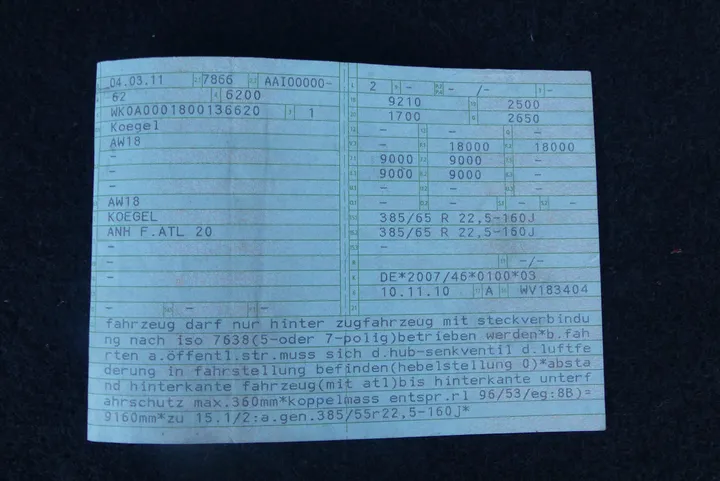 04.03.11 7866 AAI00000-
62 6200
WK0A0001800136620 1
Koegel
AW18
-
-
-
AW18
KOEGEL
ANH F.ATL 20
-
-
-
- - -
2 - - -/- -
9210 2500
1700 2650
- - -
- 18000 18000
9000 9000 -
9000 9000 -
- - -
- - - -
385/65 R 22,5-160J
385/65 R 22,5-160J
-
- -/-
DE*2007/46*0100*03
10.11.10 A WV183404
fahrzeug darf nur hinter zugfahrzeug mit steckverbindu
ng nach iso 7638(5-oder 7-polig)betrieben werden*b.fah
rten a.öffentl.str.muss sich d.hub-senkventil d.luftfe
derung in fahrstellung befinden(hebelstellung 0)*absta
nd hinterkante fahrzeug(mit atl)bis hinterkante unterf
ahrschutz max.360mm*koppelmass entspr.rl 96/53/eg:8B)=
9160mm*zu 15.1/2:a.gen.385/55r22,5-160J*